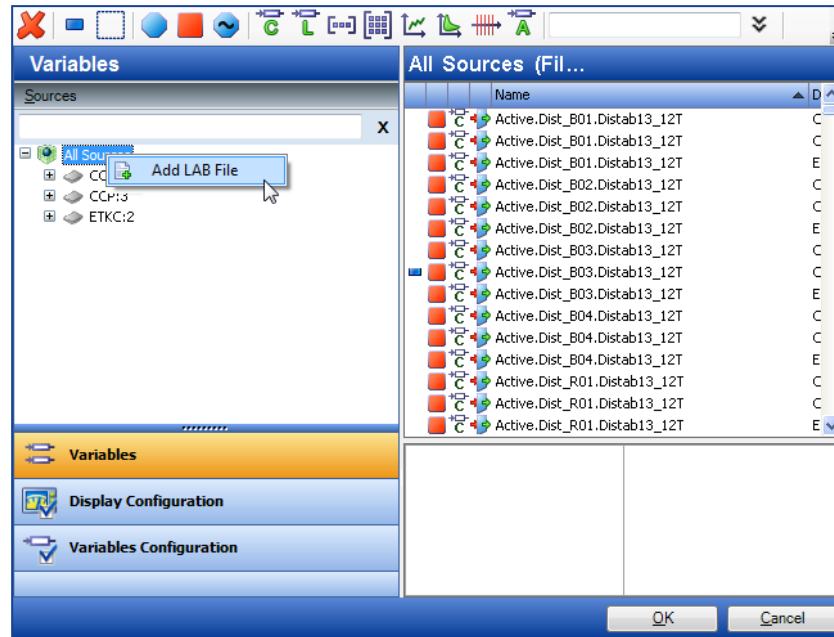 C L A
Variables
Sources
X
All Sources
CC
CCP:3
ETKC:2
Add LAB File
Variables
Display Configuration
Variables Configuration
All Sources (Fil...
Name D
C Active.Dist_B01.Distab13_12T C
C Active.Dist_B01.Distab13_12T C
C Active.Dist_B01.Distab13_12T E
C Active.Dist_B02.Distab13_12T C
C Active.Dist_B02.Distab13_12T C
C Active.Dist_B02.Distab13_12T E
C Active.Dist_B03.Distab13_12T C
C Active.Dist_B03.Distab13_12T C
C Active.Dist_B03.Distab13_12T E
C Active.Dist_B04.Distab13_12T C
C Active.Dist_B04.Distab13_12T C
C Active.Dist_B04.Distab13_12T E
C Active.Dist_R01.Distab13_12T C
C Active.Dist_R01.Distab13_12T C
C Active.Dist_R01.Distab13_12T E
OK Cancel